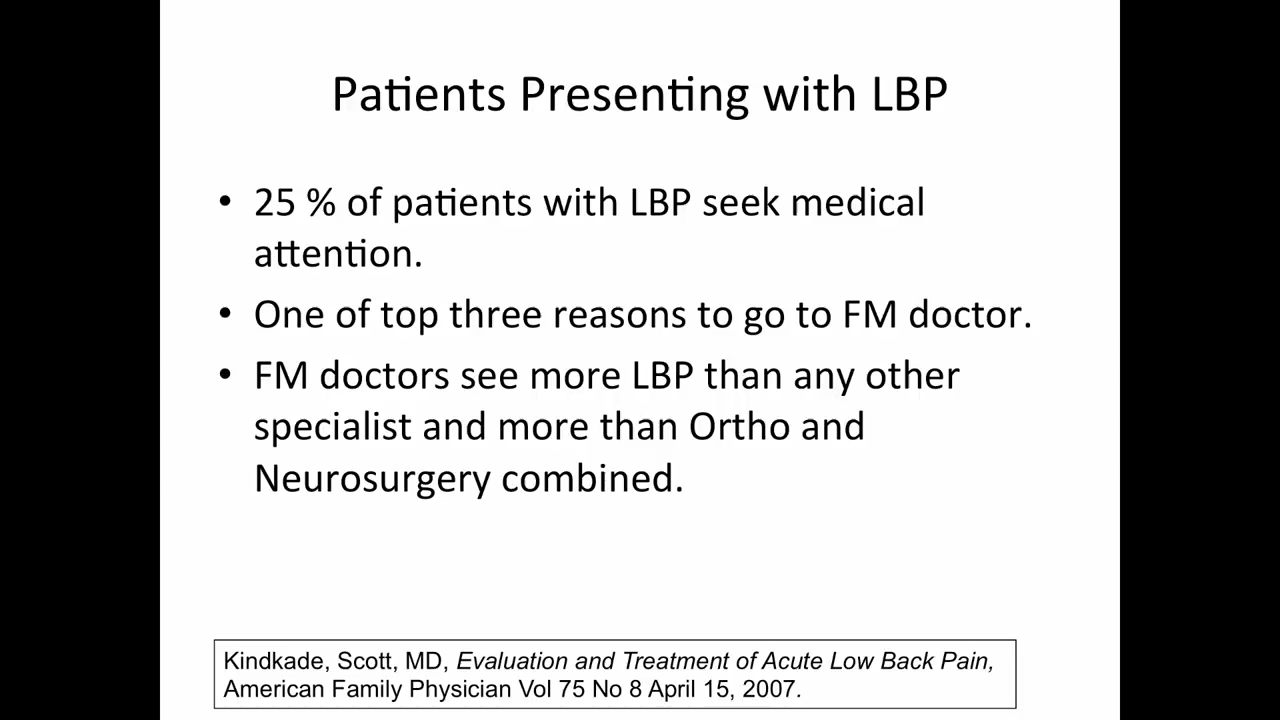 Patients Presenting with LBP
• 25 % of patients with LBP seek medical
attention.
• One of top three reasons to go to FM doctor.
• FM doctors see more LBP than any other
specialist and more than Ortho and
Neurosurgery combined.
Kindkade, Scott, MD, Evaluation and Treatment of Acute Low Back Pain,
American Family Physician Vol 75 No 8 April 15, 2007.